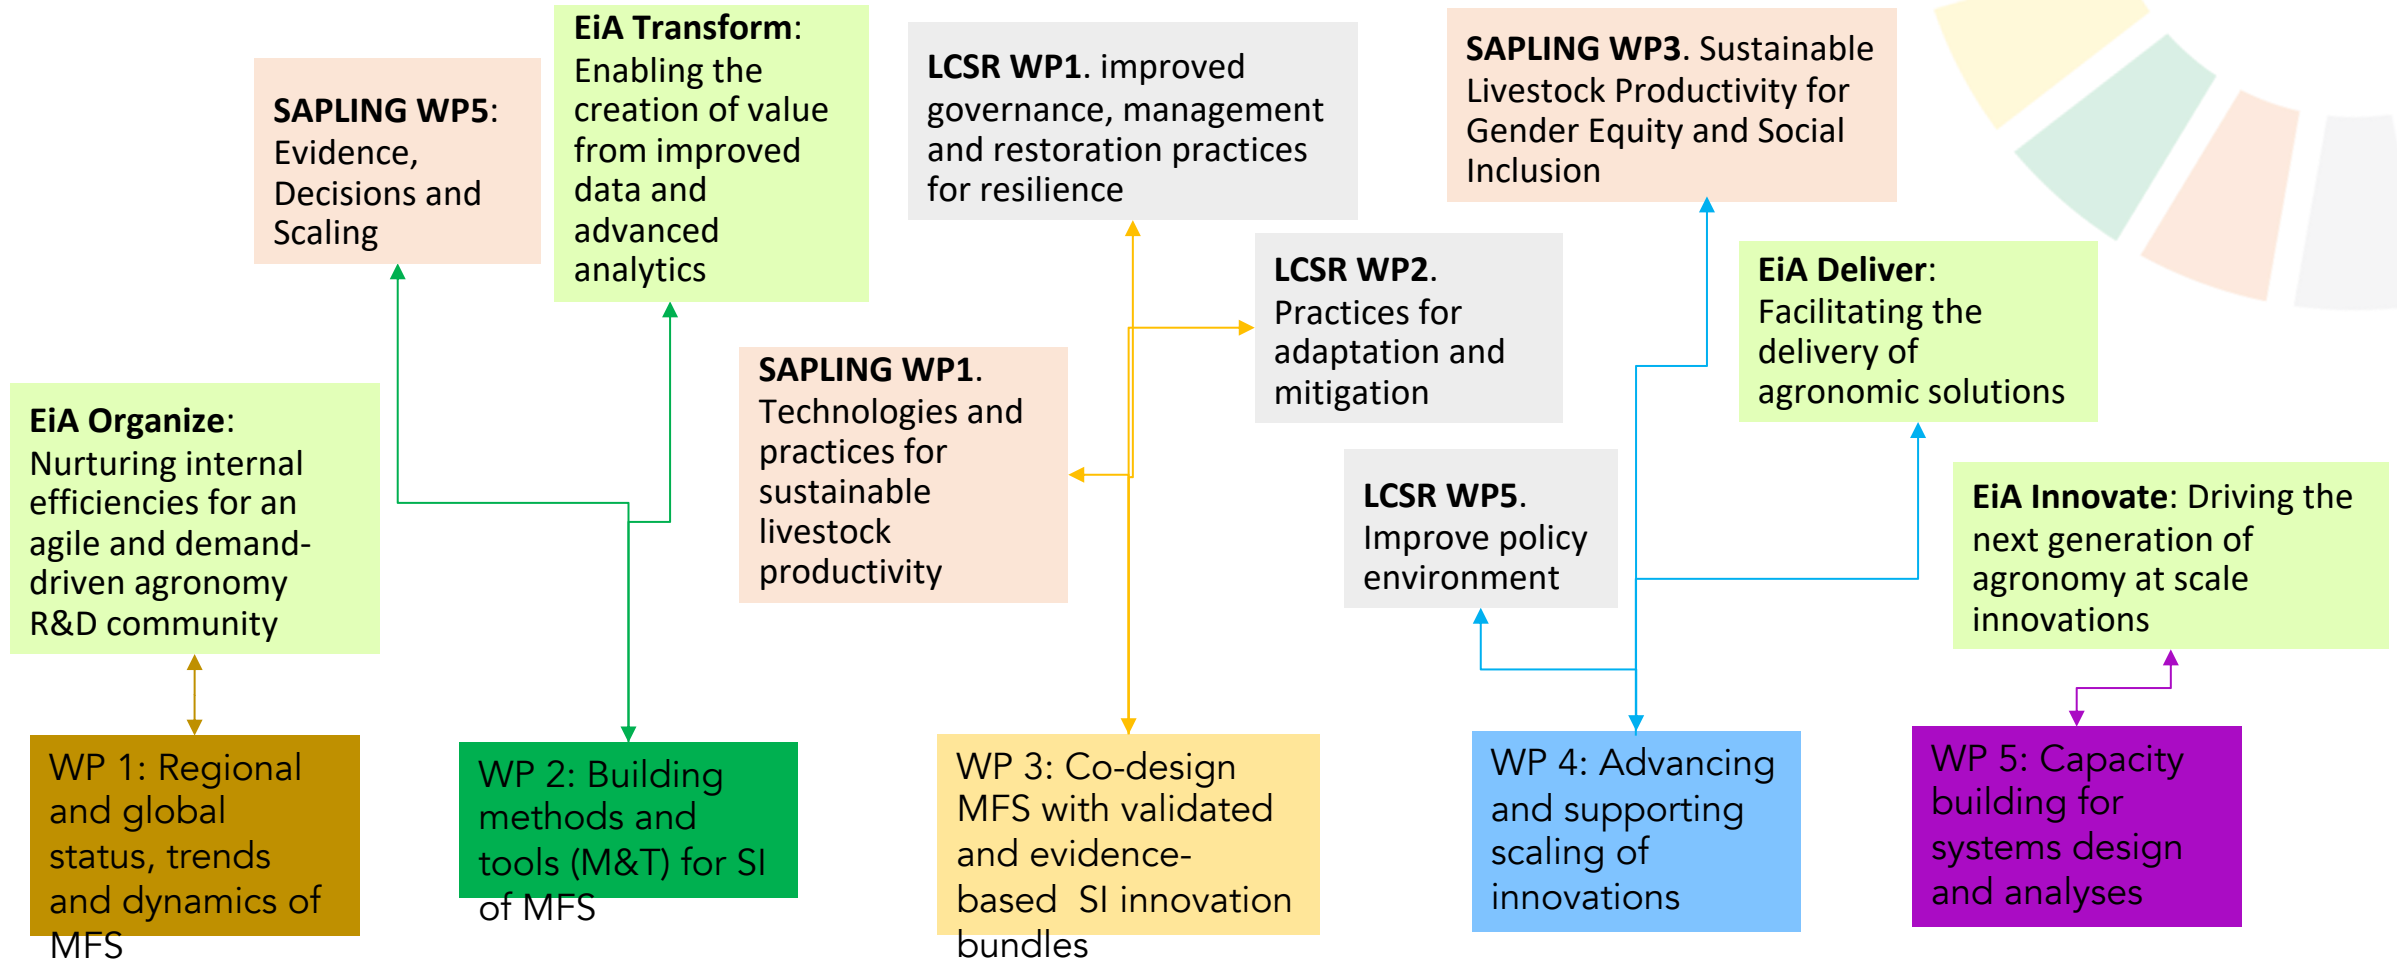 EiA Transform:
Enabling the
creation of value
from improved
data and
advanced
analytics
SAPLING WP5:
Evidence,
Decisions and
Scaling
LCSR WP1. improved
governance, management
and restoration practices
for resilience
SAPLING WP3. Sustainable
Livestock Productivity for
Gender Equity and Social
Inclusion
LCSR WP2.
Practices for
adaptation and
mitigation
EiA Deliver:
Facilitating the
delivery of
agronomic solutions
SAPLING WP1.
Technologies and
practices for
sustainable
livestock
productivity
EiA Organize:
Nurturing internal
efficiencies for an
agile and demand-
driven agronomy
R&D community
LCSR WP5.
Improve policy
environment
EiA Innovate: Driving the
next generation of
agronomy at scale
innovations
WP 1: Regional
and global
status, trends
and dynamics of
MFS
WP 2: Building
methods and
tools (M&T) for SI
of MFS
WP 3: Co-design
MFS with validated
and evidence-
based  SI innovation
bundles
WP 4: Advancing
and supporting
scaling of
innovations
WP 5: Capacity
building for
systems design
and analyses